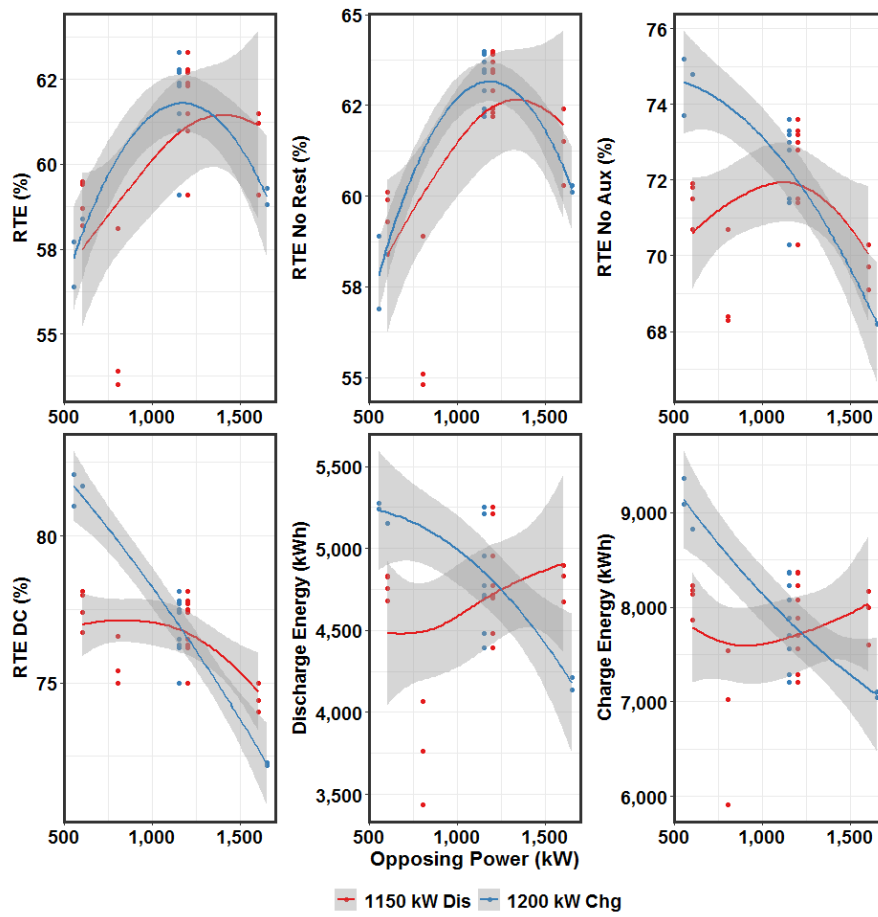 RTE (%)
62
60
58
55
500 1,000 1,500
RTE No Rest (%)
65
62
60
58
55
500 1,000 1,500
RTE No Aux (%)
76
74
72
70
68
500 1,000 1,500
RTE DC (%)
80
75
500 1,000 1,500
Discharge Energy (kWh)
5,500
5,000
4,500
4,000
3,500
500 1,000 1,500
Charge Energy (kWh)
9,000
8,000
7,000
6,000
500 1,000 1,500
Opposing Power (kW)
1150 kW Dis 1200 kW Chg